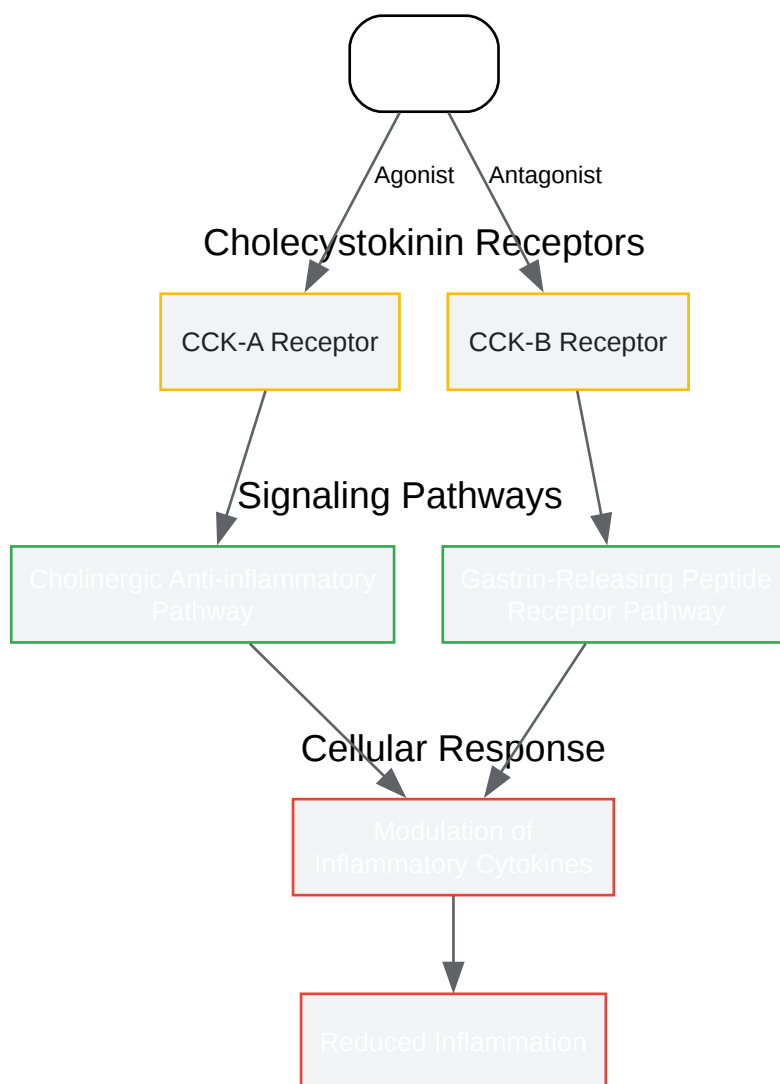 Agonist
Antagonist
Cholecystokinin Receptors
CCK-A Receptor
CCK-B Receptor
Signaling Pathways
Cholinergic Anti-inflammatory
Pathway
Gastrin-Releasing Peptide
Receptor Pathway
Cellular Response
Modulation of
Inflammatory Cytokines
Reduced Inflammation